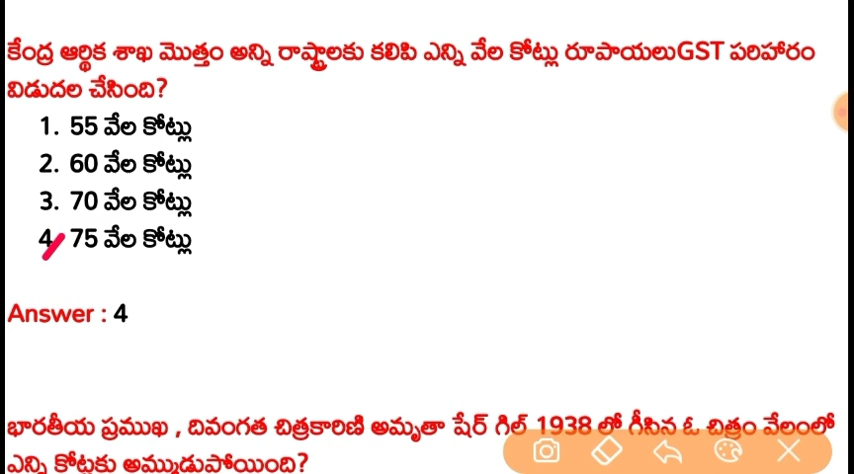 కేంద్ర ఆర్థిక శాఖ మొత్తం అన్ని రాష్ట్రాలకు కలిపి ఎన్ని వేల కోట్లు రూపాయలుGST పరిహారం
విడుదల చేసింది?
1. 55 వేల కోట్లు
2. 60 వేల కోట్లు
3. 70 వేల కోట్లు
4. 75 వేల కోట్లు
Answer : 4
భారతీయ ప్రముఖ , దివంగత చిత్రకారిణి అమృతా షేర్ గిల్ 1938 లో గీసిన ఓ చిత్రం వేలంలో
ఎన్ని కోట్లకు అమ్ముడుపోయింది?